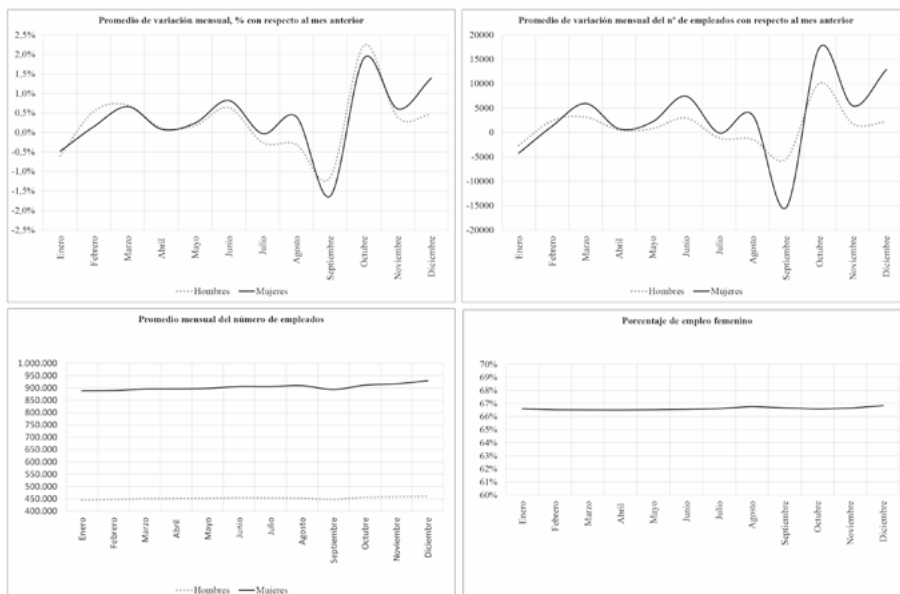 Promedio de variación mensual, % con respecto al mes anterior
2,5%
2,0%
1,5%
1,0%
0,5%
0,0%
-0,5%
-1,0%
-1,5%
-2,0%
-2,5%
Enero
Febrero
Marzo
Abril
Mayo
Junio
Julio
Agosto
Septiembre
Octubre
Noviembre
Diciembre
Hombres Mujeres
Promedio de variación mensual del nº de empleados con respecto al mes anterior
20000
15000
10000
5000
0
-5000
-10000
-15000
-20000
Enero
Febrero
Marzo
Abril
Mayo
Junio
Julio
Agosto
Septiembre
Octubre
Noviembre
Diciembre
Hombres Mujeres
Promedio mensual del número de empleados
1.000.000
950.000
900.000
850.000
800.000
750.000
700.000
650.000
600.000
550.000
500.000
450.000
400.000
Enero
Febrero
Marzo
Abril
Mayo
Junio
Julio
Agosto
Septiembre
Octubre
Noviembre
Diciembre
Hombres Mujeres
Porcentaje de empleo femenino
70%
69%
68%
67%
66%
65%
64%
63%
62%
61%
60%
Enero
Febrero
Marzo
Abril
Mayo
Junio
Julio
Agosto
Septiembre
Octubre
Noviembre
Diciembre